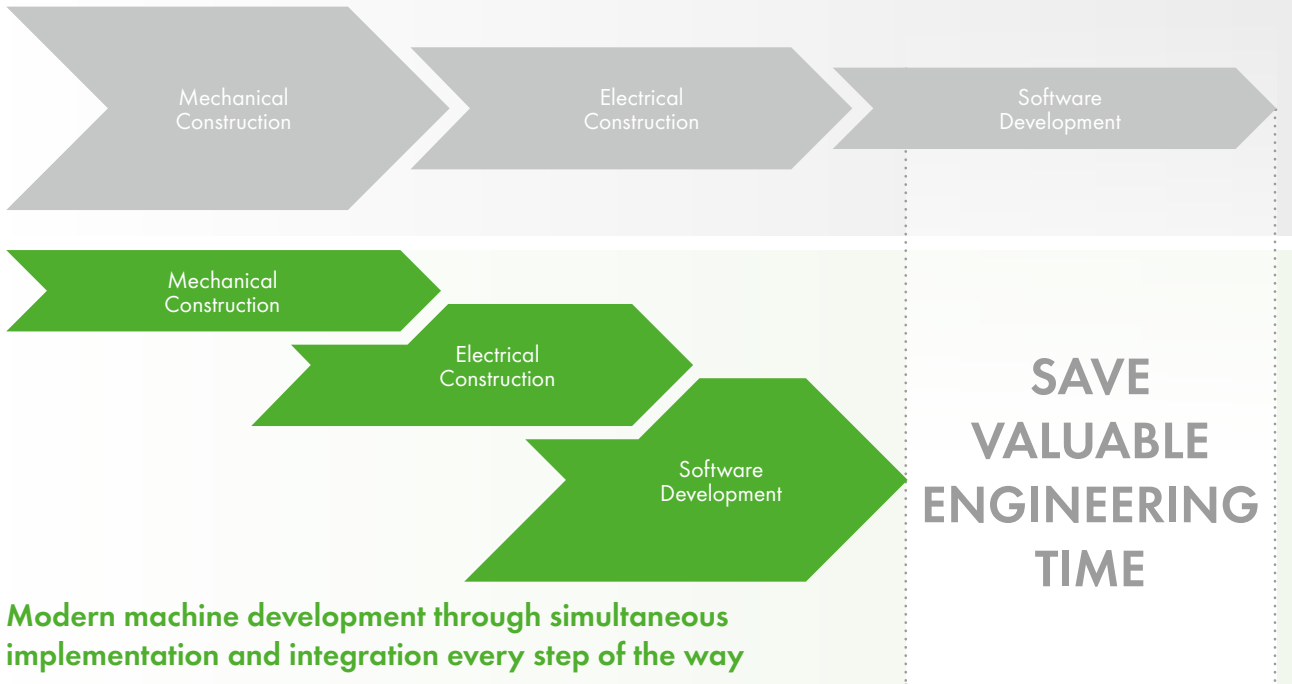 Mechanical
Construction
Electrical
Construction
Software
Development
Mechanical
Construction
Electrical
Construction
Software
Development
SAVE
VALUABLE
ENGINEERING
TIME
Modern machine development through simultaneous
implementation and integration every step of the way